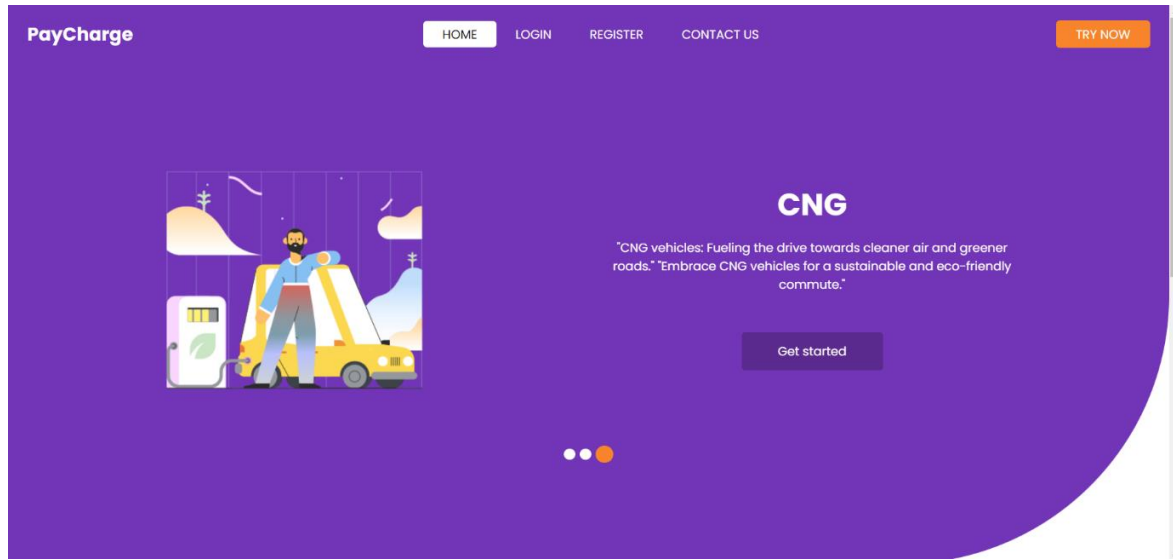 PayCharge
HOME
LOGIN
REGISTER
CONTACT US
TRY NOW
CNG
"CNG vehicles: Fueling the drive towards cleaner air and greener
roads." "Embrace CNG vehicles for a sustainable and eco-friendly
commute."
Get started